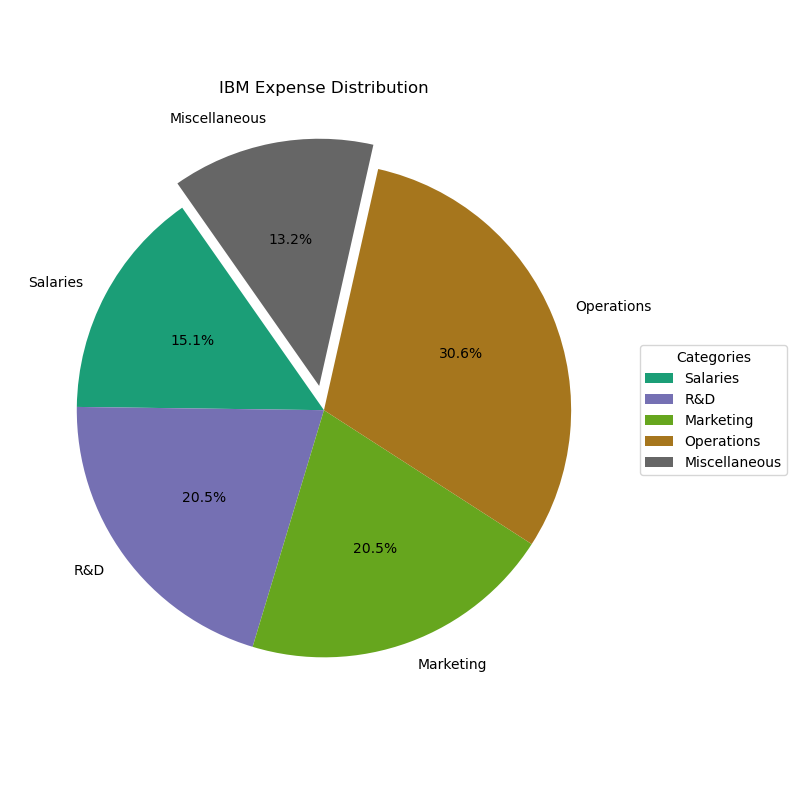 IBM Expense Distribution
Miscellaneous
13.2%
Salaries
15.1%
Operations
30.6%
R&D
20.5%
Marketing
20.5%
Categories
Salaries
R&D
Marketing
Operations
Miscellaneous